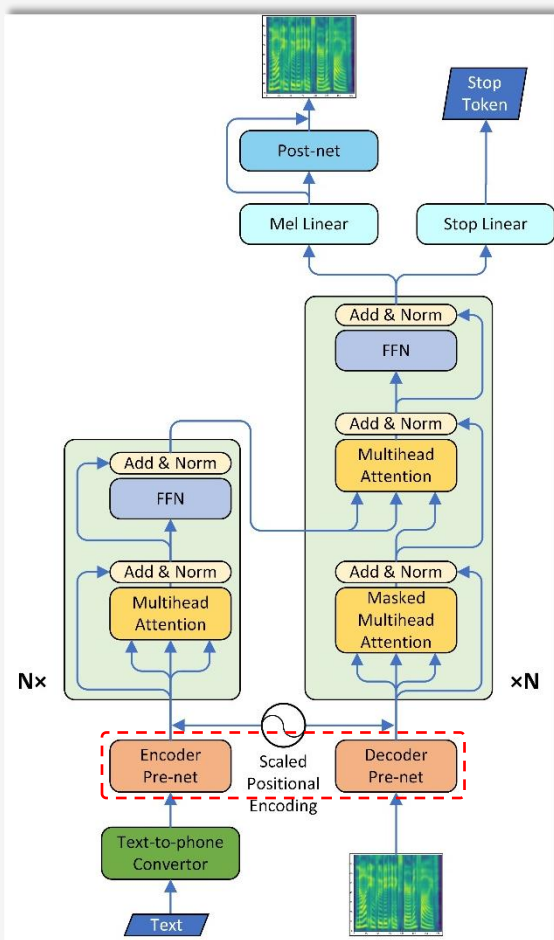 Stop
Token
Post-net
Mel Linear
Stop Linear
Add & Norm
FFN
Add & Norm
Multihead
Attention
Add & Norm
Masked
Multihead
Attention
×N
Add & Norm
FFN
Add & Norm
Multihead
Attention
N×
Scaled
Positional
Encoding
Encoder
Pre-net
Decoder
Pre-net
Text-to-phone
Convertor
Text